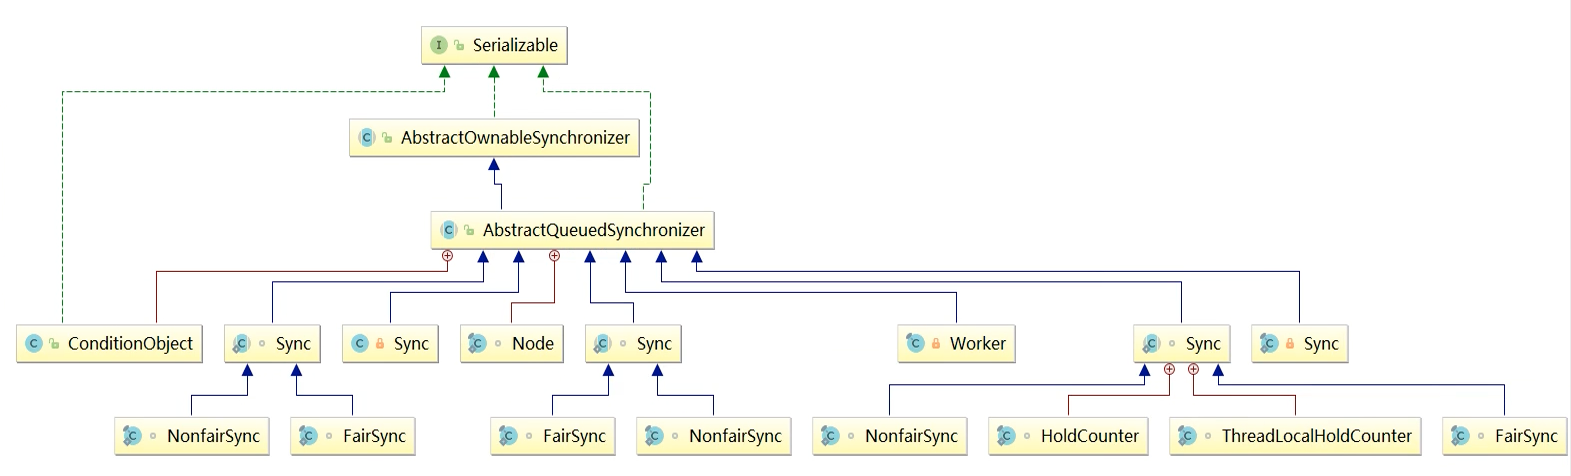 I Serializable
C AbstractOwnableSynchronizer
C AbstractQueuedSynchronizer
C ConditionObject
C Sync
C Sync
C Node
C Sync
C Worker
C Sync
C Sync
C NonfairSync
C FairSync
C FairSync
C NonfairSync
C NonfairSync
C HoldCounter
C ThreadLocalHoldCounter
C FairSync